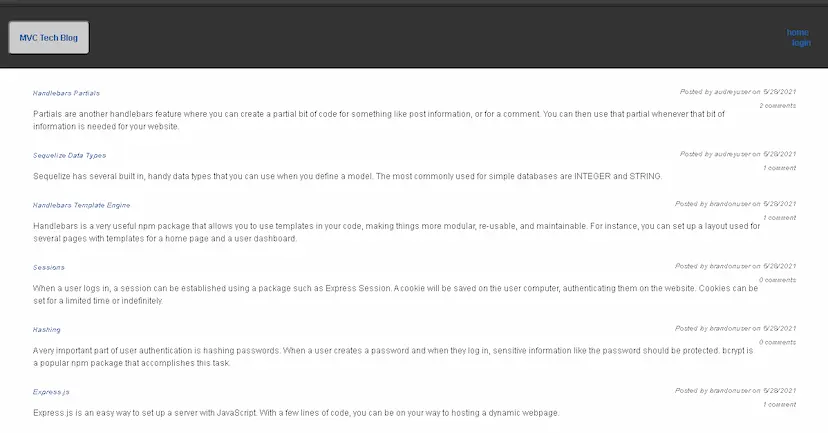 MVC Tech Blog
home
login
Handlebars Partials
Posted by audreyuser on 5/28/2021
2 comments
Partials are another handlebars feature where you can create a partial bit of code for something like post information, or for a comment. You can then use that partial whenever that bit of
information is needed for your website.
Sequelize Data Types
Posted by audreyuser on 5/28/2021
1 comment
Sequelize has several built in, handy data types that you can use when you define a model. The most commonly used for simple databases are INTEGER and STRING.
Handlebars Template Engine
Posted by brandonuser on 5/28/2021
1 comment
Handlebars is a very useful npm package that allows you to use templates in your code, making things more modular, re-usable, and maintainable. For instance, you can set up a layout used for
several pages with templates for a home page and a user dashboard.
Sessions
Posted by brandonuser on 5/28/2021
0 comments
When a user logs in, a session can be established using a package such as Express Session. A cookie will be saved on the user computer, authenticating them on the website. Cookies can be
set for a limited time or indefinitely.
Hashing
Posted by brandonuser on 5/28/2021
0 comments
A very important part of user authentication is hashing passwords. When a user creates a password and when they log in, sensitive information like the password should be protected. bcrypt is
a popular npm package that accomplishes this task.
Express.js
Posted by brandonuser on 5/28/2021
1 comment
Express.js is an easy way to set up a server with JavaScript. With a few lines of code, you can be on your way to hosting a dynamic webpage.